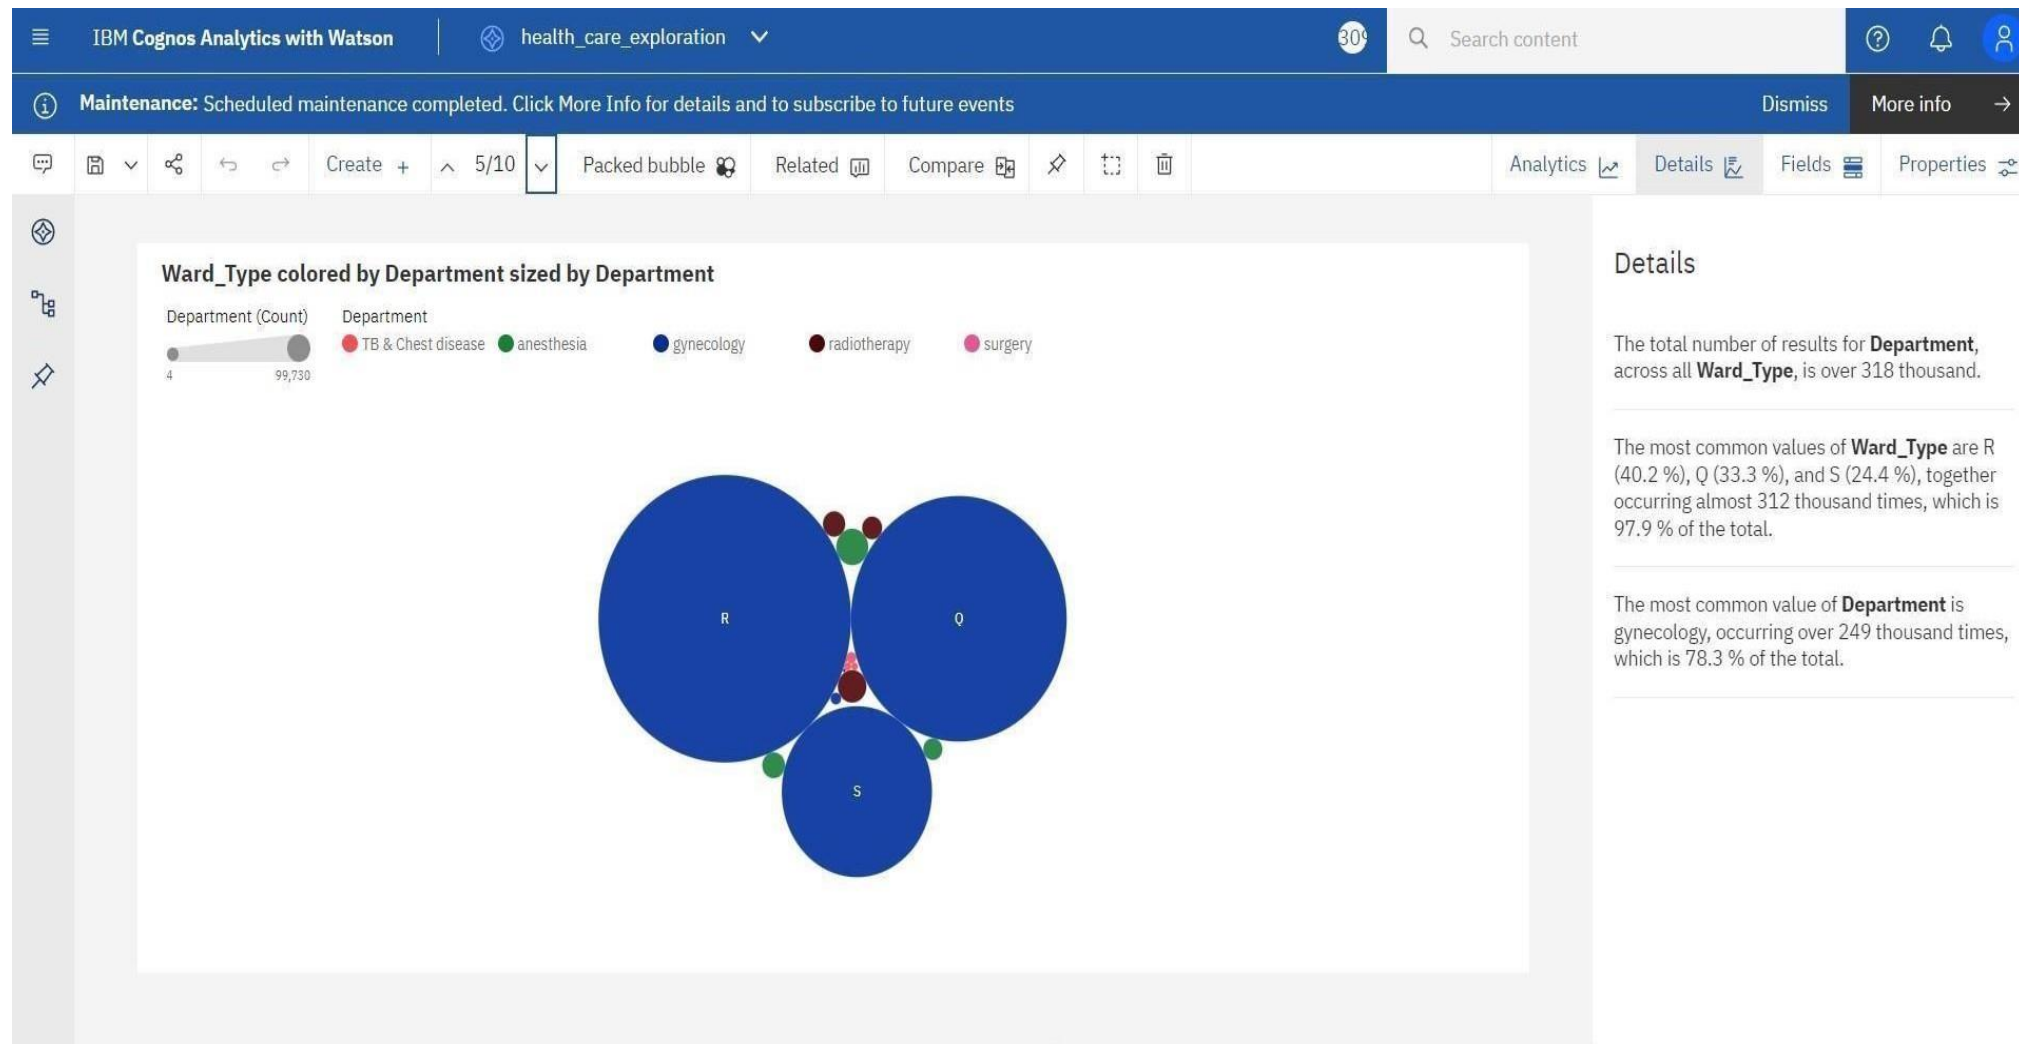 IBM Cognos Analytics with Watson
health_care_exploration
Search content
Maintenance: Scheduled maintenance completed. Click More Info for details and to subscribe to future events
Dismiss
More info
Create +
5/10
Packed bubble
Related
Compare
Analytics
Details
Fields
Properties
Ward_Type colored by Department sized by Department
Department (Count)
4
99,730
Department
TB & Chest disease
anesthesia
gynecology
radiotherapy
surgery
R
Q
S
Details
The total number of results for Department,
across all Ward_Type, is over 318 thousand.
The most common values of Ward_Type are R
(40.2 %), Q (33.3 %), and S (24.4 %), together
occurring almost 312 thousand times, which is
97.9 % of the total.
The most common value of Department is
gynecology, occurring over 249 thousand times,
which is 78.3 % of the total.